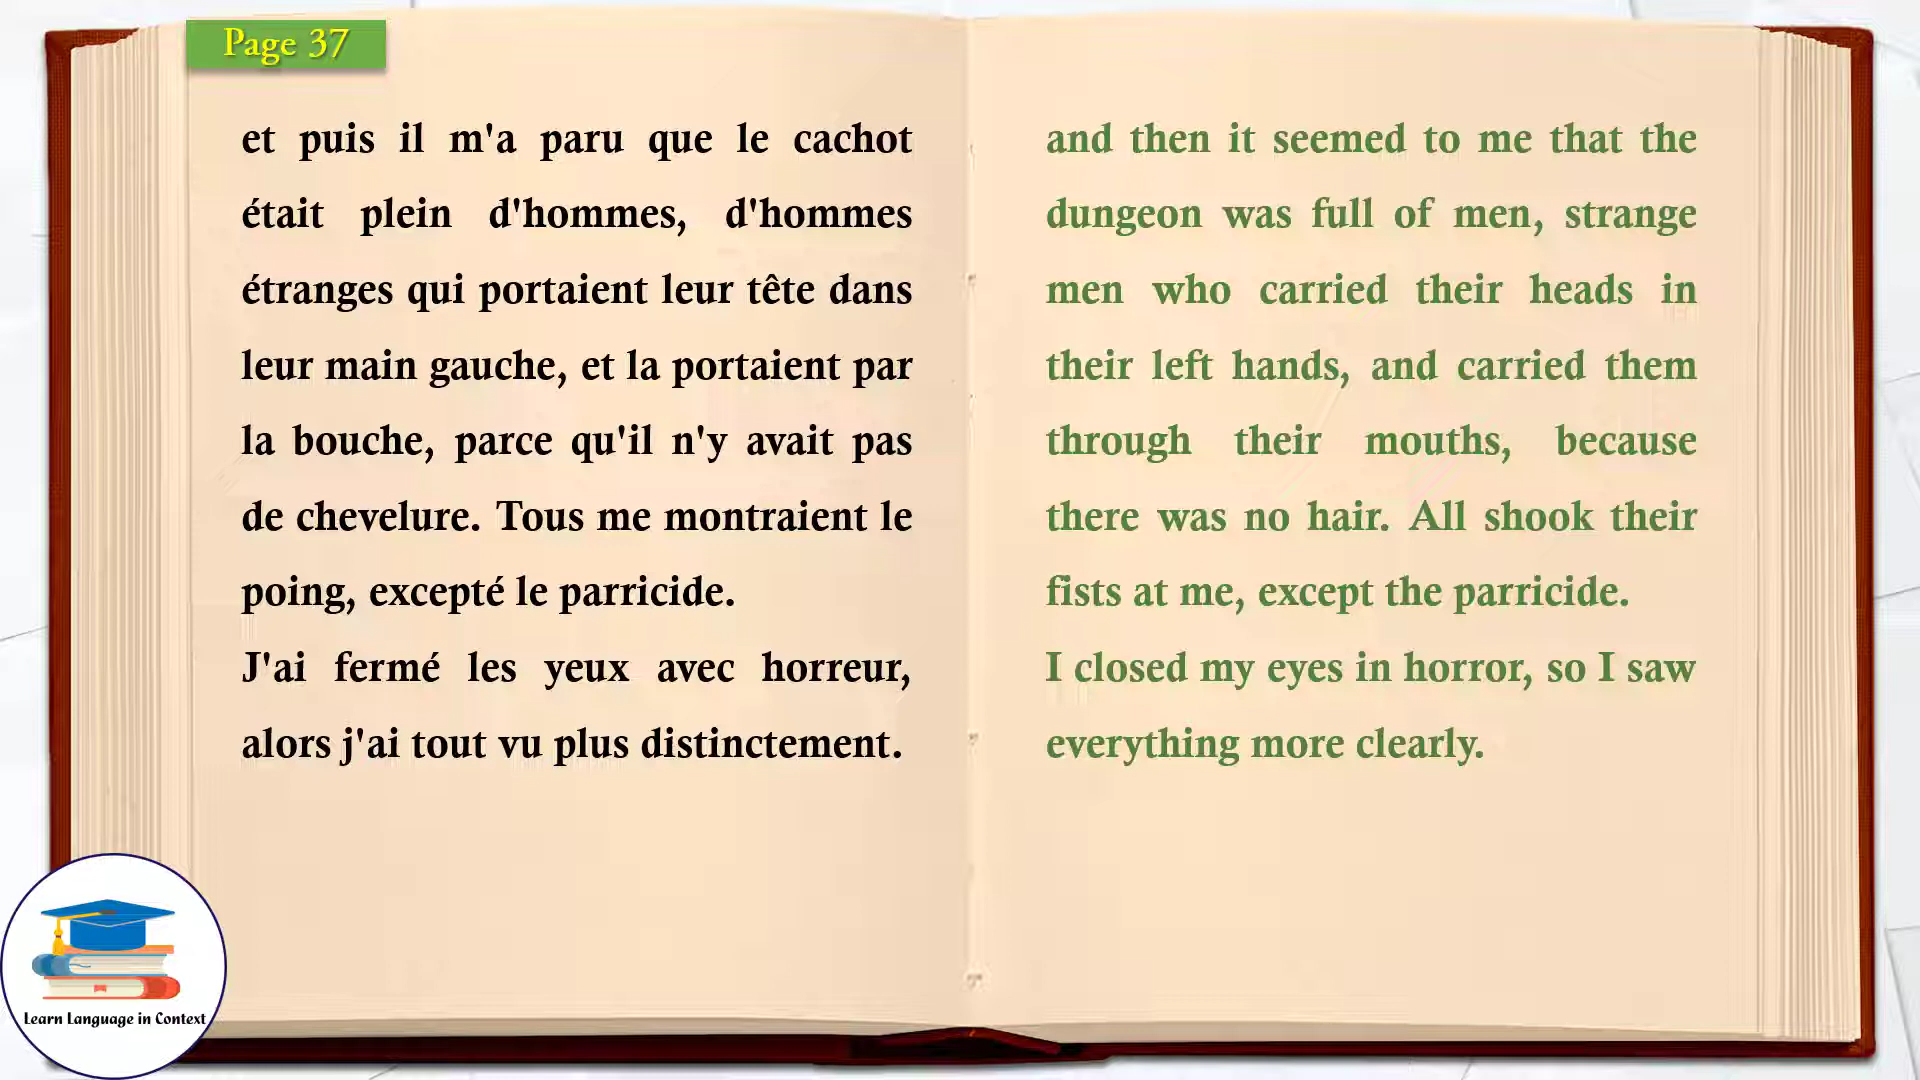 Page 37
et puis il m'a paru que le cachot
était plein d'hommes, d'hommes
étranges qui portaient leur tête dans
leur main gauche, et la portaient par
la bouche, parce qu'il n'y avait pas
de chevelure. Tous me montraient le
poing, excepté le parricide.
J'ai fermé les yeux avec horreur,
alors j'ai tout vu plus distinctement.
and then it seemed to me that the
dungeon was full of men, strange
men who carried their heads in
their left hands, and carried them
through their mouths, because
there was no hair. All shook their
fists at me, except the parricide.
I closed my eyes in horror, so I saw
everything more clearly.
Learn Language in Context